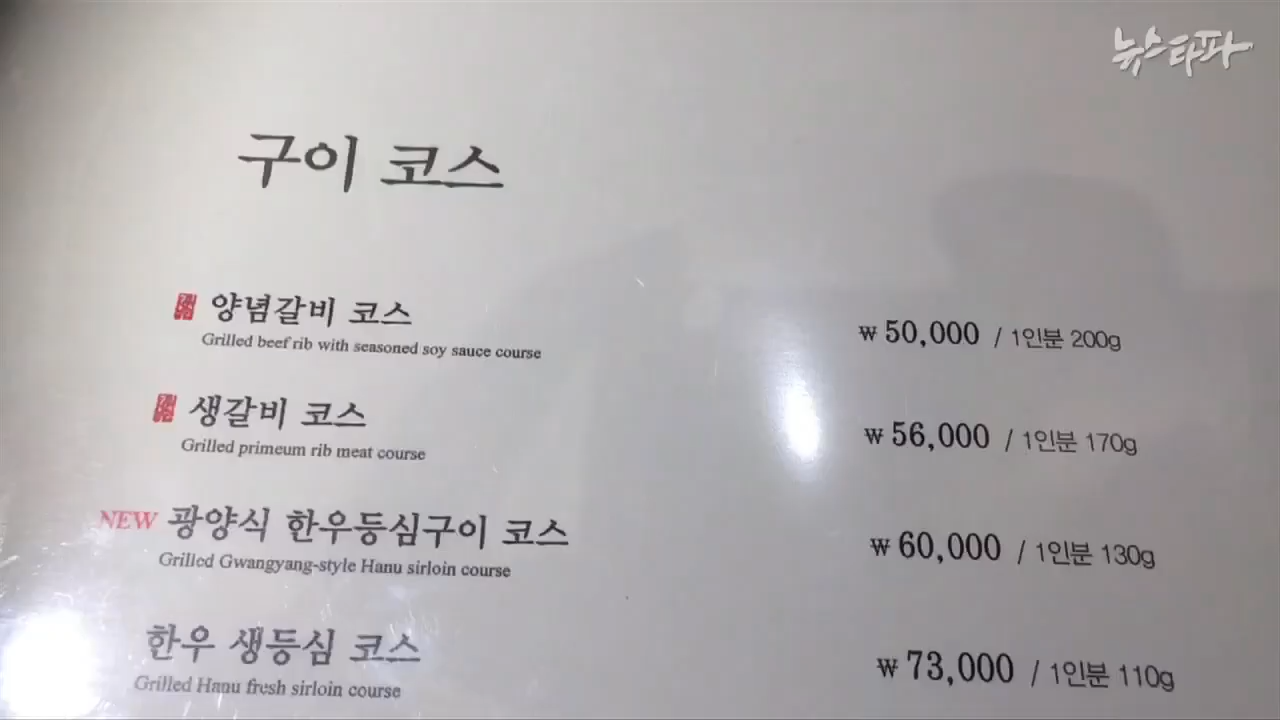 뉴스타파
구이 코스
양념갈비 코스
Grilled beef rib with seasoned soy sauce course
₩ 50,000 / 1인분 200g
생갈비 코스
Grilled primeum rib meat course
₩ 56,000 / 1인분 170g
NEW 광양식 한우등심구이 코스
Grilled Gwangyang-style Hanu sirloin course
₩ 60,000 / 1인분 130g
한우 생등심 코스
Grilled Hanu fresh sirloin course
₩ 73,000 / 1인분 110g